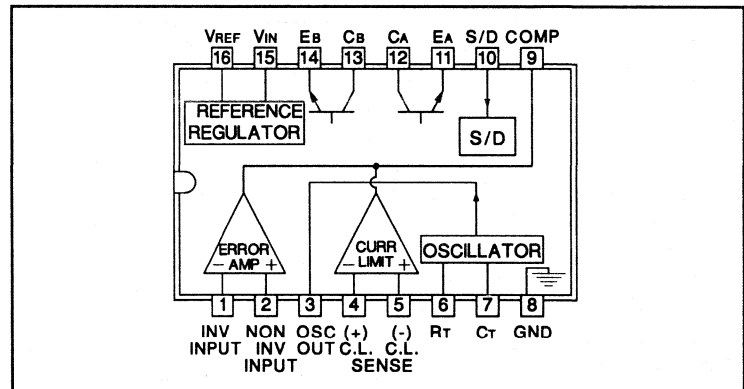 VREF VIN EB CB CA EA S/D COMP
16 15 14 13 12 11 10 9
REFERENCE
REGULATOR
S/D
ERROR
AMP
- +
CURR
LIMIT
- +
OSCILLATOR
1 2 3 4 5 6 7 8
INV NON OSC (+) (-) RT CT GND
INPUT INV OUT C.L. C.L.
INPUT SENSE